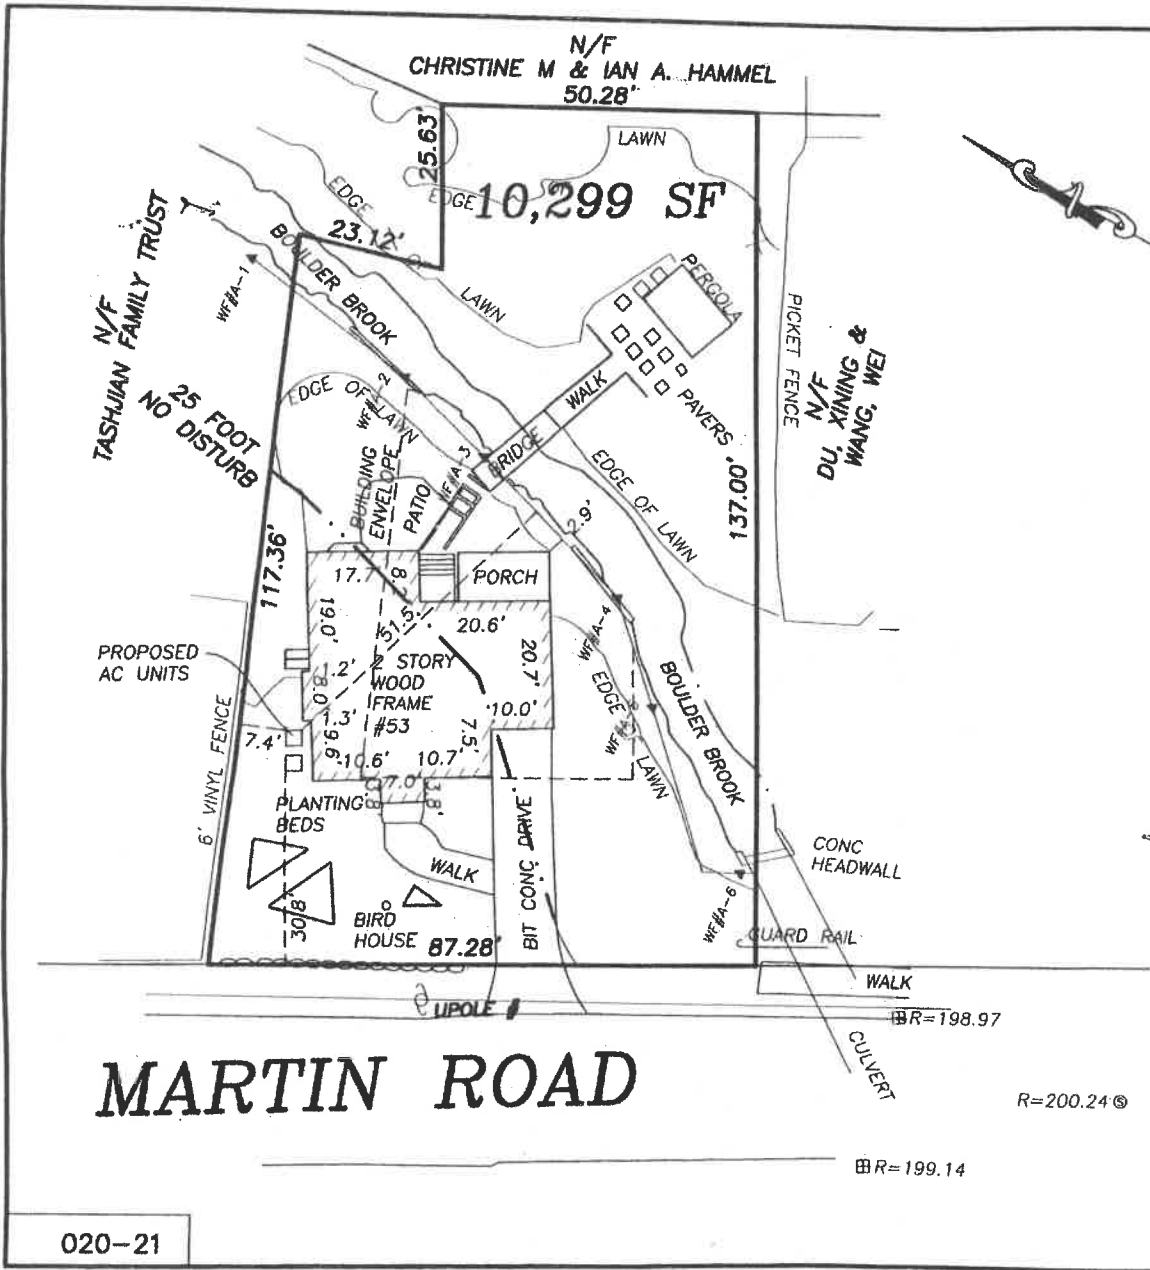 N/F
CHRISTINE M & IAN A. HAMMEL
50.28'
25.63'
LAWN
EDGE
EDGE
10,299 SF
23.12'
BOULDER BROOK
N/F
TASHJIAN FAMILY TRUST
WF#A-1
LAWN
PERGOLA
PICKET FENCE
N/F
DU, XINING &
WANG, WEI
25 FOOT
NO DISTURB
EDGE OF LAWN
WF#A-2
WALK
PAVERS
BRIDGE
WF#A-3
BUILDING
ENVELOPE
PATIO
EDGE OF LAWN
137.00'
2.9'
117.36'
17.7'
8.2'
PORCH
19.0'
51.5'
20.6'
WF#A-4
PROPOSED
AC UNITS
1.2'
8.0'
2 STORY
WOOD
FRAME
#53
20.7'
EDGE
BOULDER BROOK
10.0'
1.3'
7.4'
9.6'
7.5'
10.6'
10.7'
7.0'
3.8'
3.8'
LAWN
6' VINYL FENCE
PLANTING
BEDS
WALK
BIT CONC DRIVE
CONC
HEADWALL
WF#A-6
30.8'
BIRD
HOUSE
87.28'
GUARD RAIL
WALK
UPOLE
R=198.97
CULVERT
MARTIN ROAD
R=200.24
S
R=199.14
020-21